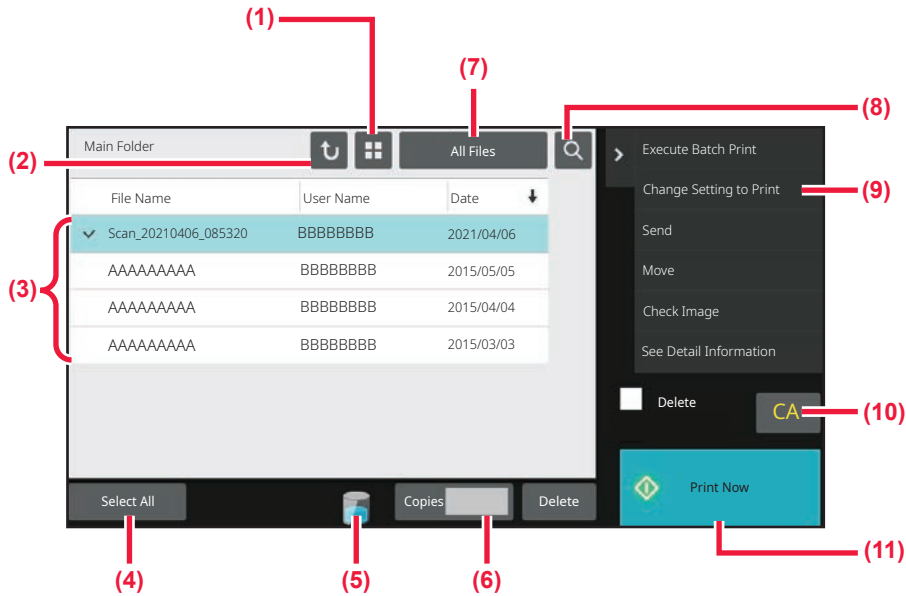 (1)
(7)
(8)
(2)
Main Folder
All Files
Execute Batch Print
File Name User Name Date
Change Setting to Print
(9)
(3)
Scan_20210406_085320 BBBBBBBB 2021/04/06
Send
AAAAAAAAA BBBBBBBB 2015/05/05
Move
AAAAAAAAA BBBBBBBB 2015/04/04
Check Image
AAAAAAAAA BBBBBBBB 2015/03/03
See Detail Information
Delete
CA
(10)
Select All
Copies
Delete
Print Now
(11)
(4)
(5)
(6)